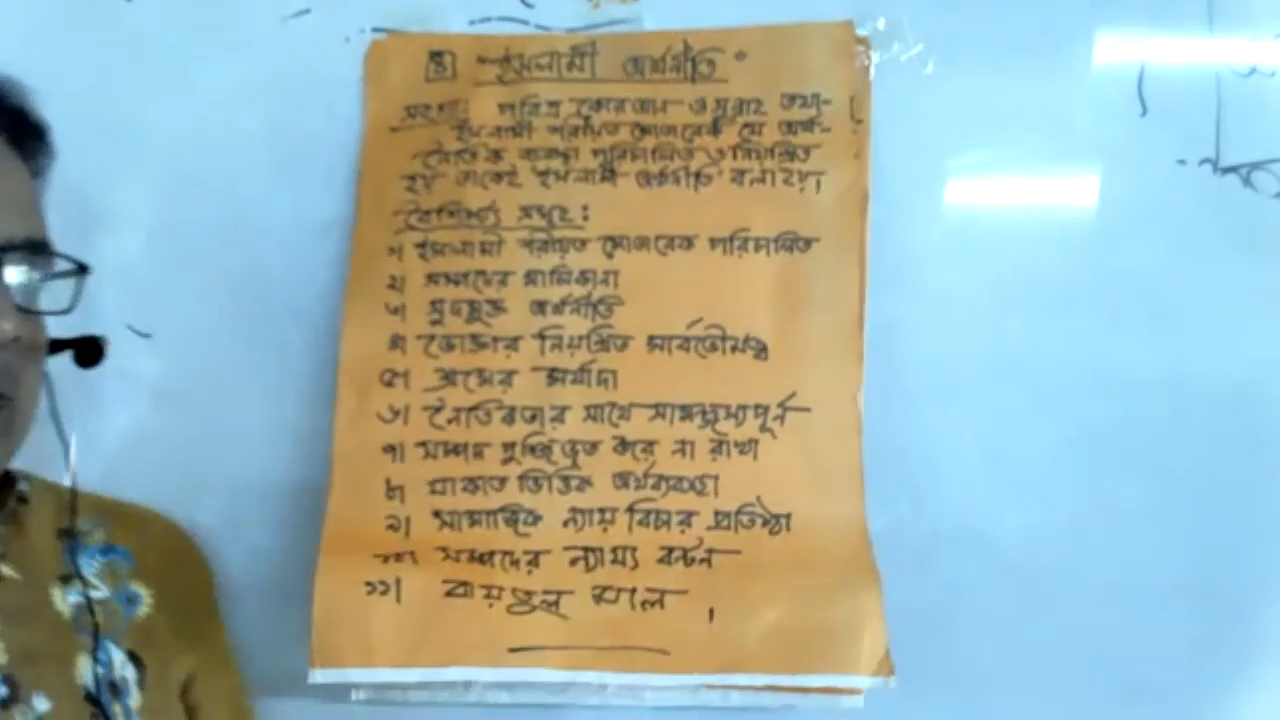 ৪ ইসলামী অর্থনীতি
সংজ্ঞা: পবিত্র কোরআন ও সুন্নাহ তথা-
ইসলামী শরীয়ত মোতাবেক যে অর্থ-
নৈতিক ব্যবস্থা পরিচালিত ও নিয়ন্ত্রিত
হয় তাকেই ইসলামী অর্থনীতি বলা হয়।
বৈশিষ্ট্য সমূহ:
১। ইসলামী শরীয়ত মোতাবেক পরিচালিত
২। সম্পদের মালিকানা
৩। সুদমুক্ত অর্থনীতি
৪। ভোক্তার নিয়ন্ত্রিত সার্বভৌমত্ব
৫। শ্রমের মর্যাদা
৬। নৈতিকতার সাথে সামঞ্জস্যপূর্ন
৭। সম্পদ পুঞ্জিভূত করে না রাখা
৮। যাকাত ভিত্তিক অর্থব্যবস্থা
৯। সামাজিক ন্যায় বিচার প্রতিষ্ঠা
১০। সম্পদের ন্যায্য বন্টন
১১। বায়তুল মাল।